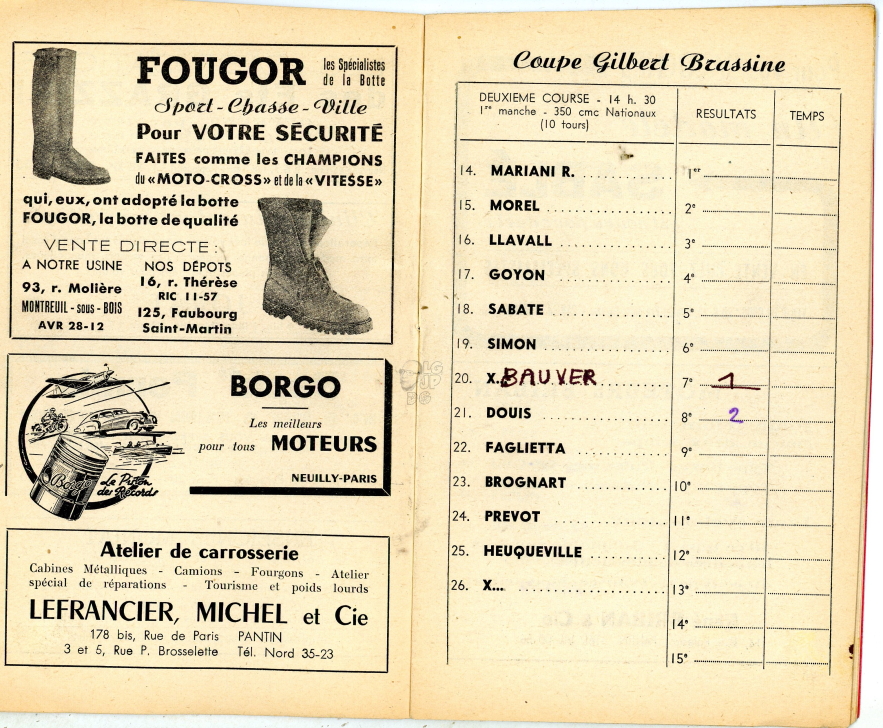 FOUGOR
les Spécialistes
de la Botte
Sport - Chasse - Ville
Pour VOTRE SÉCURITÉ
FAITES comme les CHAMPIONS
du «MOTO-CROSS» et de la «VITESSE»
qui, eux, ont adopté la botte
FOUGOR, la botte de qualité
VENTE DIRECTE:
A NOTRE USINE
93, r. Molière
MONTREUIL - sous - BOIS
AVR 28-12
NOS DÉPOTS
16, r. Thérèse
RIC 11-57
125, Faubourg
Saint-Martin
BORGO
Les meilleurs
pour tous MOTEURS
NEUILLY-PARIS
Borgo
Le Piston
des Records
Atelier de carrosserie
Cabines Métalliques - Camions - Fourgons - Atelier
spécial de réparations - Tourisme et poids lourds
LEFRANCIER, MICHEL et Cie
178 bis, Rue de Paris PANTIN
3 et 5, Rue P. Brosselette Tél. Nord 35-23
Coupe Gilbert Brassine
DEUXIEME COURSE - 14 h. 30
1re manche - 350 cmc Nationaux
(10 tours)
RESULTATS
TEMPS
14. MARIANI R. 1er
15. MOREL 2e
16. LLAVALL 3e
17. GOYON 4e
18. SABATE 5e
19. SIMON 6e
20. X. BAUVER 7e 1
21. DOUIS 8e 2
22. FAGLIETTA 9e
23. BROGNART 10e
24. PREVOT 11e
25. HEUQUEVILLE 12e
26. X... 13e
14e
15e